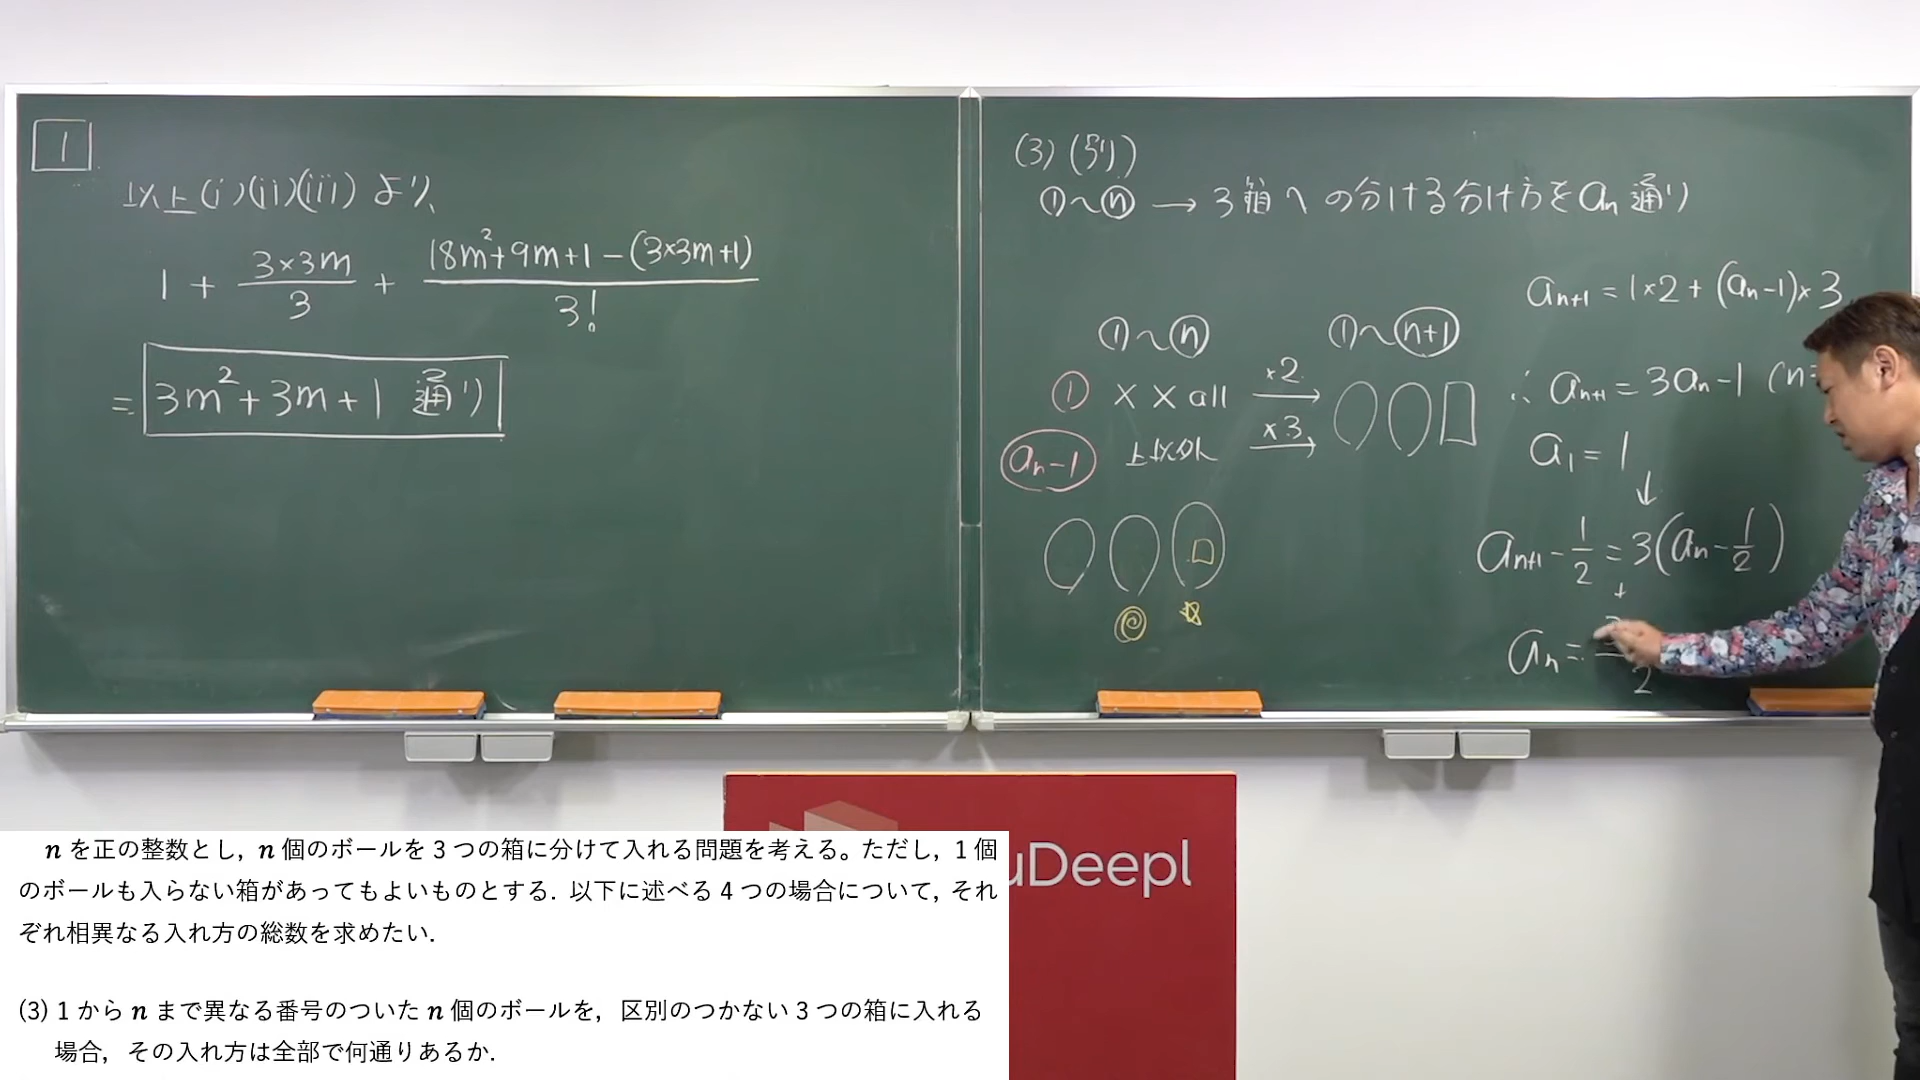 1
以上(i)(ii)(iii)より、
1 + 3×3m/3 + 18m²+9m+1-(3×3m+1)/3!
= 3m²+3m+1 通り
(3) (別)
①~ⓝ → 3箱への分ける分け方をan通り
an+1 = 1×2 + (an-1)×3
①~ⓝ ①~(n+1)
① × × all ×2
an-1 上以外 ×3
∴ an+1 = 3an-1 (n=
a1 = 1
↓
an+1 - 1/2 = 3(an - 1/2)
↓
an = 2
uDeepl
nを正の整数とし, n個のボールを3つの箱に分けて入れる問題を考える。ただし, 1個
のボールも入らない箱があってもよいものとする. 以下に述べる4つの場合について, それ
ぞれ相異なる入れ方の総数を求めたい.
(3) 1からnまで異なる番号のついたn個のボールを, 区別のつかない3つの箱に入れる
場合, その入れ方は全部で何通りあるか.